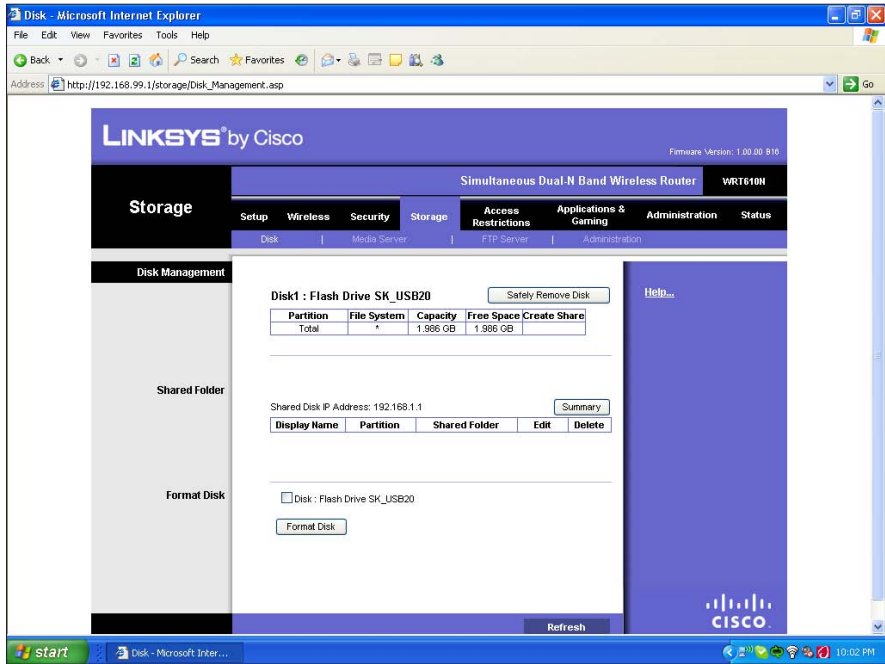 Disk - Microsoft Internet Explorer
File Edit View Favorites Tools Help
Back Search Favorites
Address http://192.168.99.1/storage/Disk_Management.asp Go
LINKSYS® by Cisco
Firmware Version: 1.00.00 B16
Simultaneous Dual-N Band Wireless Router WRT610N
Storage
Setup Wireless Security Storage Access Restrictions Applications & Gaming Administration Status
Disk | Media Server | FTP Server | Administration
Disk Management
Disk1 : Flash Drive SK_USB20 Safely Remove Disk
Help...
Partition File System Capacity Free Space Create Share
Total * 1.986 GB 1.986 GB
Shared Folder
Shared Disk IP Address: 192.168.1.1 Summary
Display Name Partition Shared Folder Edit Delete
Format Disk
Disk : Flash Drive SK_USB20
Format Disk
Refresh
CISCO.
start Disk - Microsoft Inter... 10:02 PM